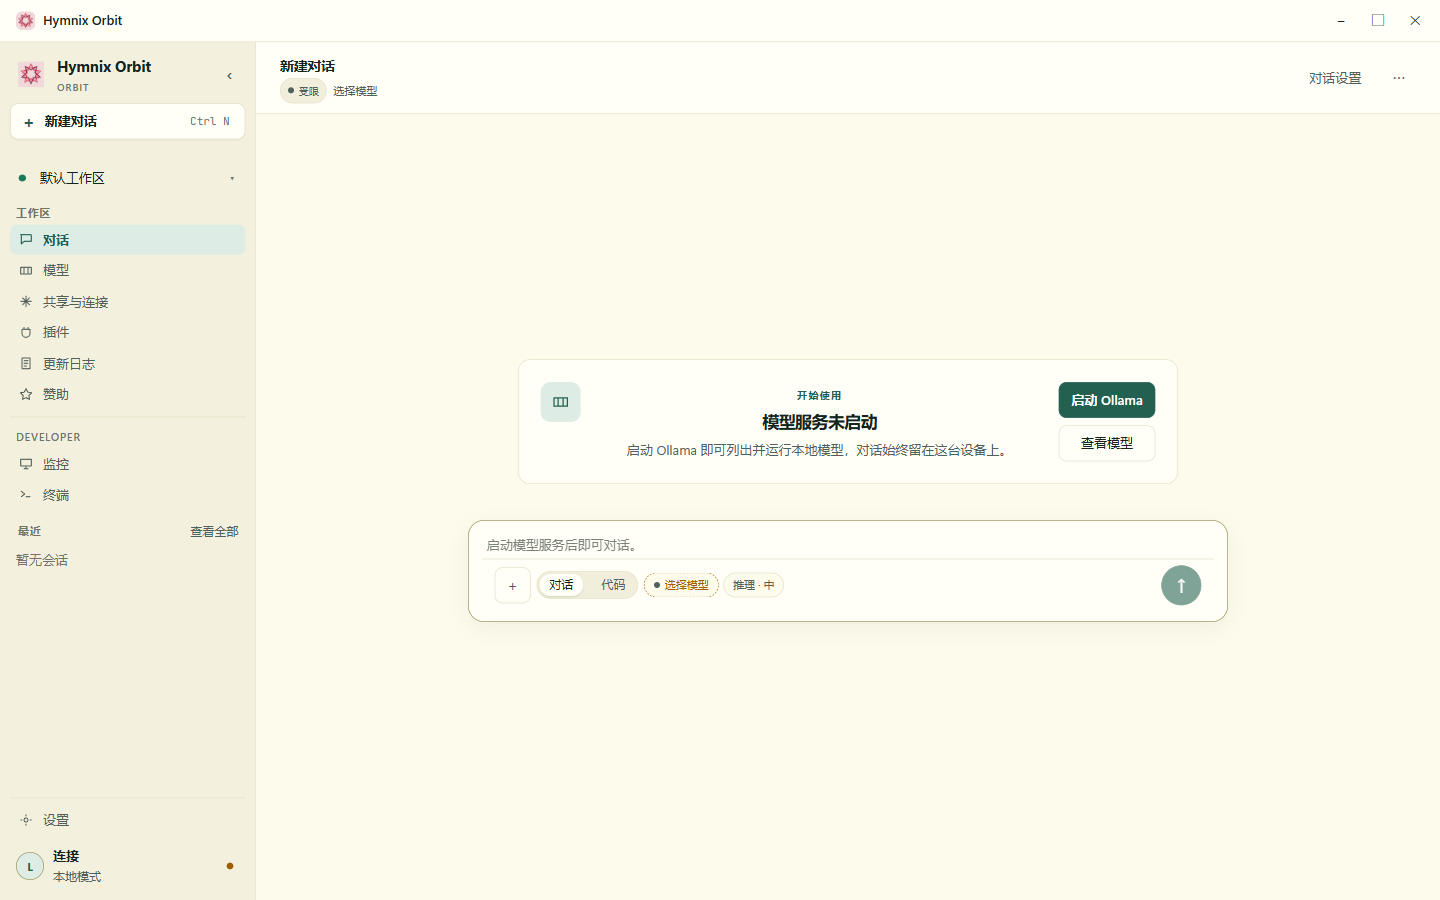 Hymnix Orbit
Hymnix Orbit
ORBIT
新建对话 Ctrl N
默认工作区
工作区
对话
模型
共享与连接
插件
更新日志
赞助
DEVELOPER
监控
终端
最近 查看全部
暂无会话
设置
L 连接
本地模式
新建对话
受限 选择模型
对话设置
开始使用
模型服务未启动
启动 Ollama 即可列出并运行本地模型，对话始终留在这台设备上。
启动 Ollama
查看模型
启动模型服务后即可对话。
对话 代码 选择模型 推理 · 中